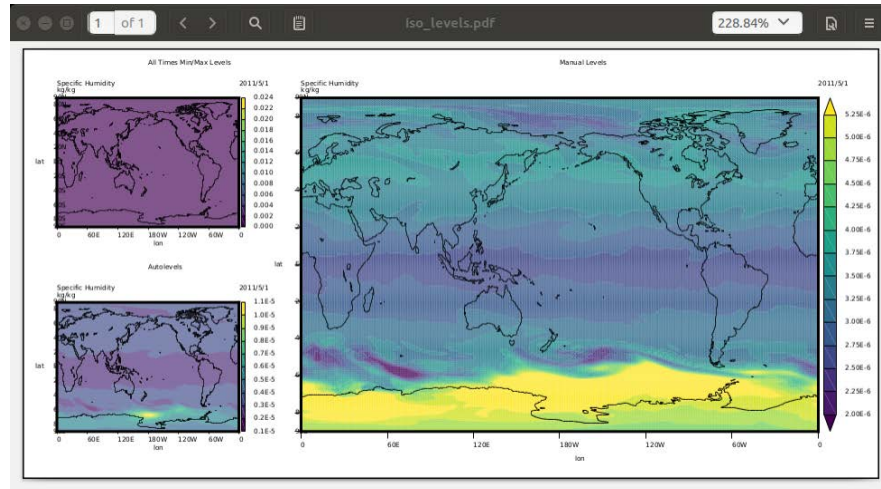 1 of 1
iso_levels.pdf
228.84%
All Times Min/Max Levels
Specific Humidity
kg/kg
2011/5/1
0.024
0.022
0.020
0.018
0.016
0.014
0.012
0.010
0.008
0.006
0.004
0.002
0.000
lat
0 60E 120E 180W 120W 60W 0
lon
Autolevels
Specific Humidity
kg/kg
2011/5/1
1.1E-5
1.0E-5
0.9E-5
0.8E-5
0.7E-5
0.6E-5
0.5E-5
0.4E-5
0.3E-5
0.2E-5
0.1E-5
lat
0 60E 120E 180W 120W 60W 0
lon
Manual Levels
Specific Humidity
kg/kg
2011/5/1
5.25E-6
5.00E-6
4.75E-6
4.50E-6
4.25E-6
4.00E-6
3.75E-6
3.50E-6
3.25E-6
3.00E-6
2.75E-6
2.50E-6
2.25E-6
2.00E-6
lat
0 60E 120E 180W 120W 60W 0
lon